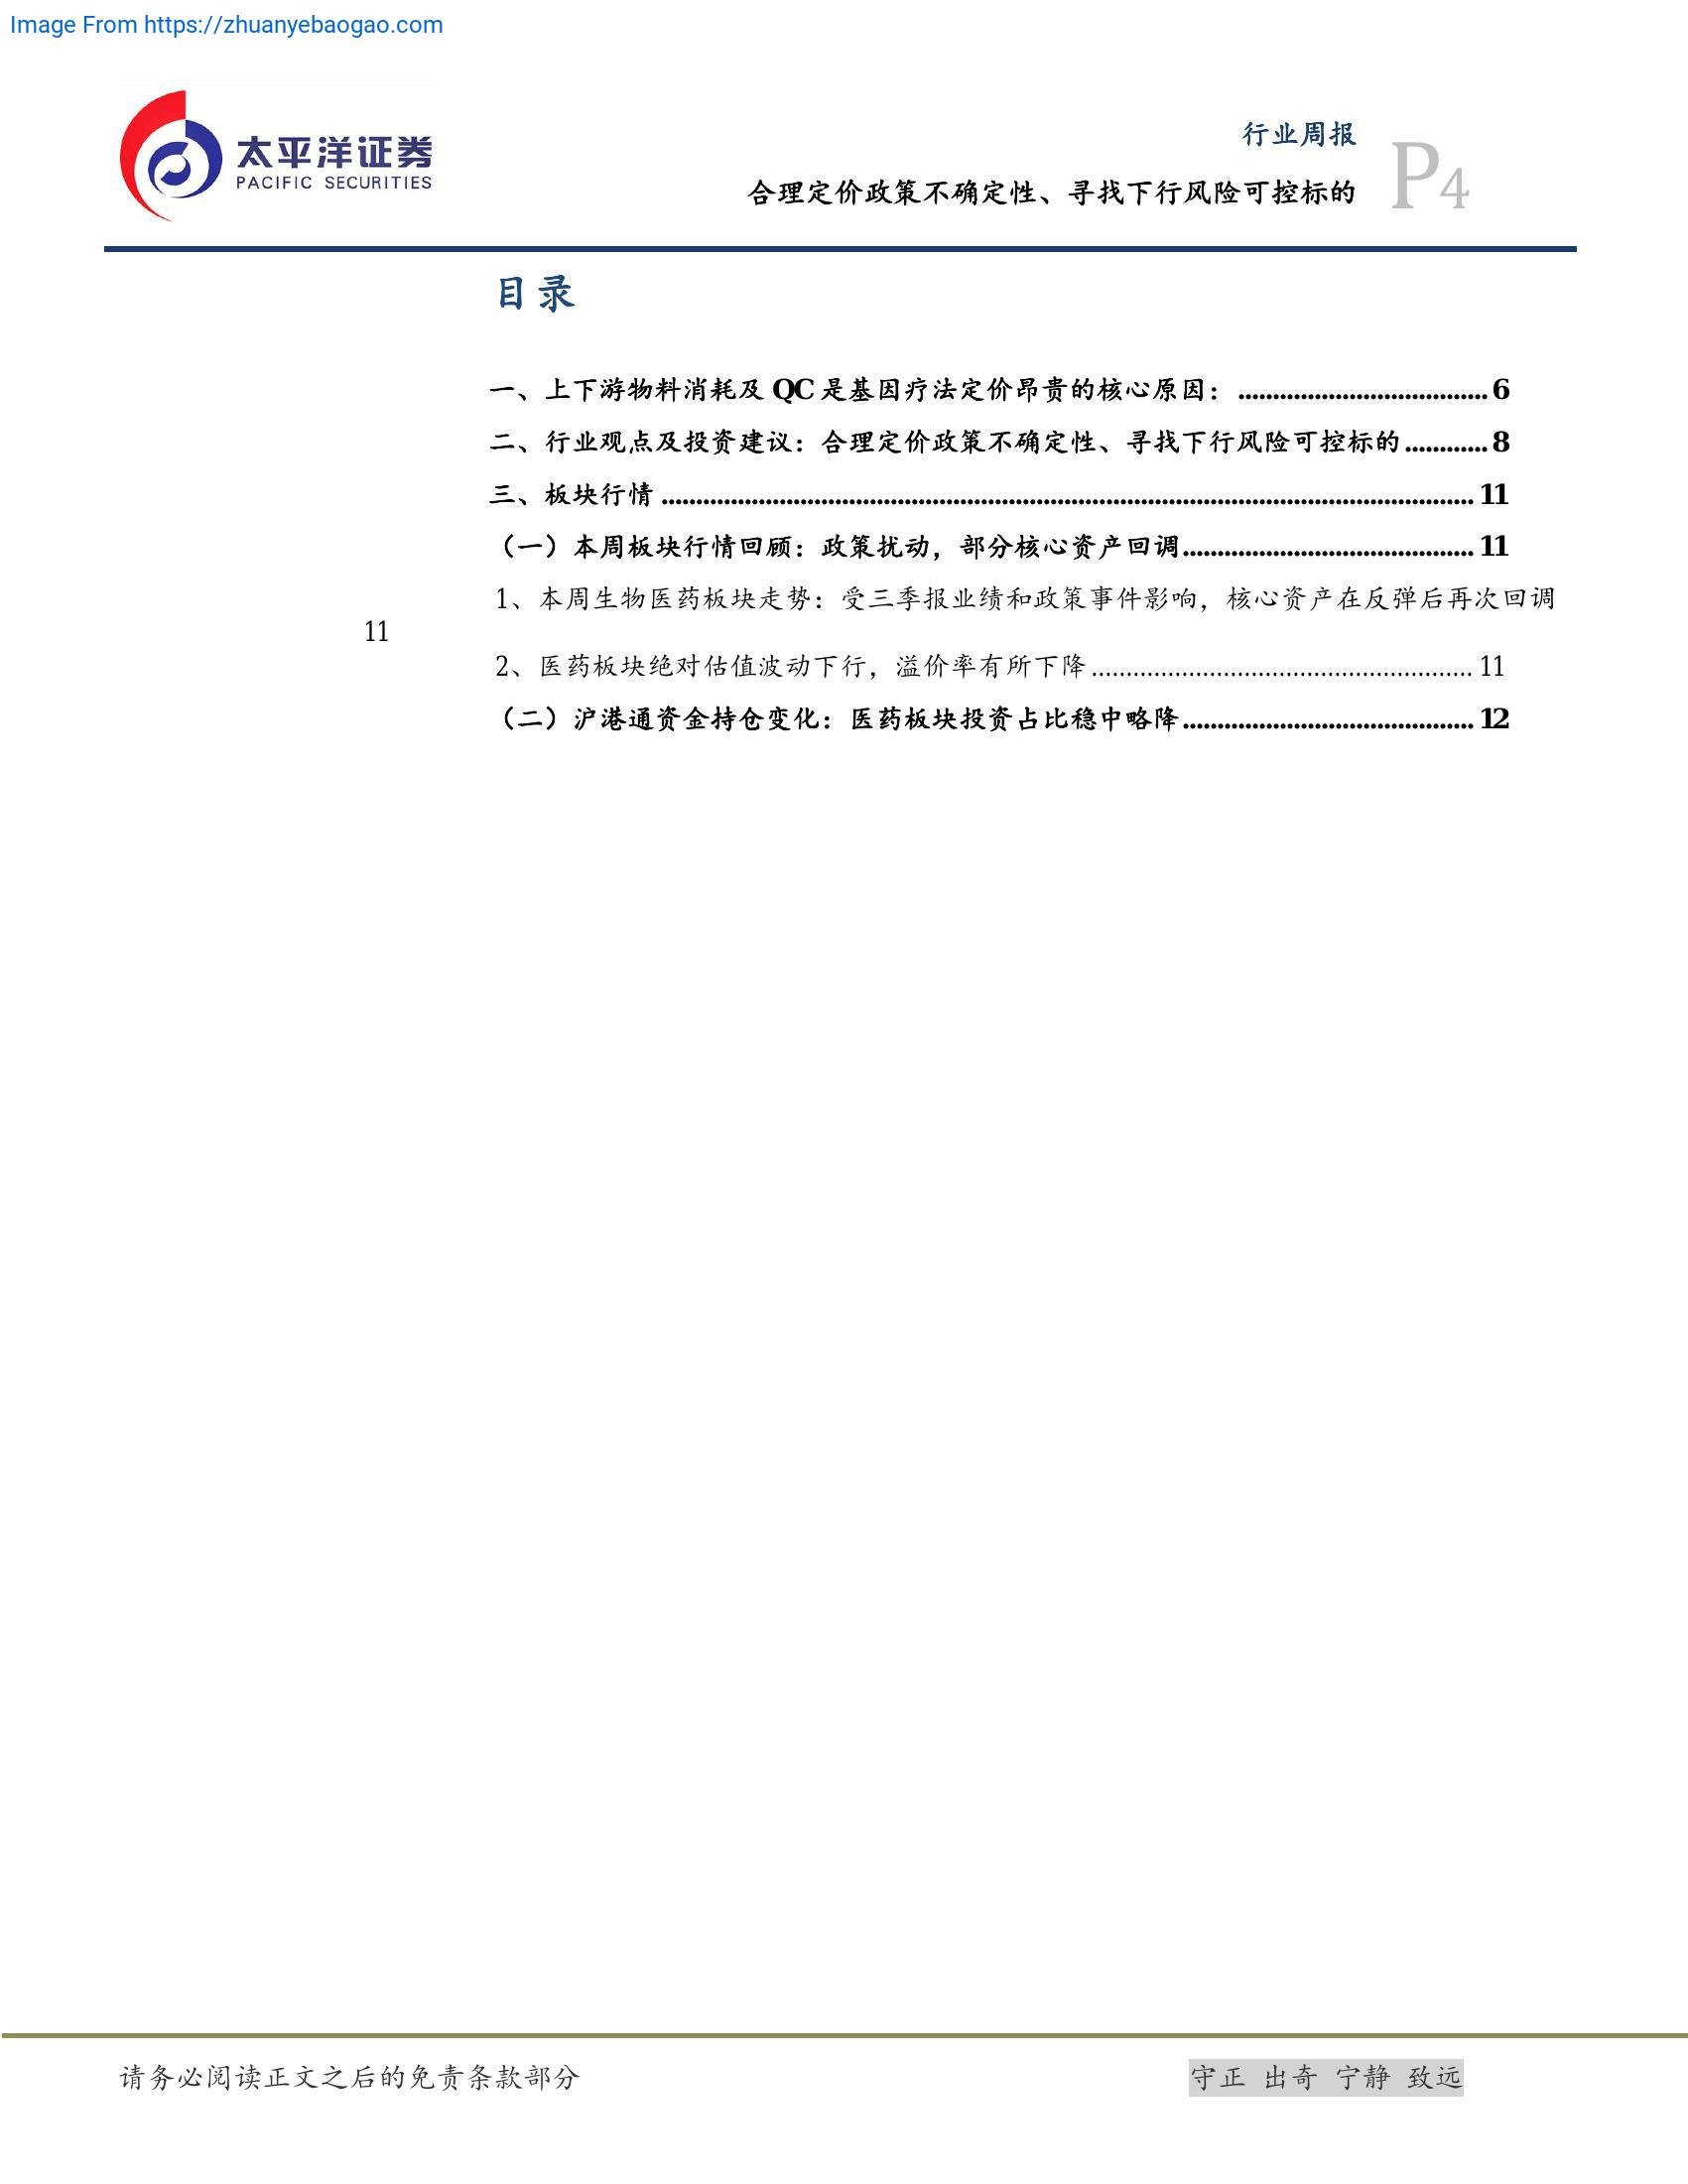 Image From https://zhuanyebaogao.com
太平洋证券
PACIFIC SECURITIES
行业周报
合理定价政策不确定性、寻找下行风险可控标的
P4
目录
一、上下游物料消耗及 QC 是基因疗法定价昂贵的核心原因： .................................... 6
二、行业观点及投资建议：合理定价政策不确定性、寻找下行风险可控标的 ............ 8
三、板块行情 ..................................................................................................................... 11
（一）本周板块行情回顾：政策扰动，部分核心资产回调.......................................... 11
1、本周生物医药板块走势：受三季报业绩和政策事件影响，核心资产在反弹后再次回调
11
2、医药板块绝对估值波动下行，溢价率有所下降 ....................................................... 11
（二）沪港通资金持仓变化：医药板块投资占比稳中略降.......................................... 12
请务必阅读正文之后的免责条款部分
守正 出奇 宁静 致远